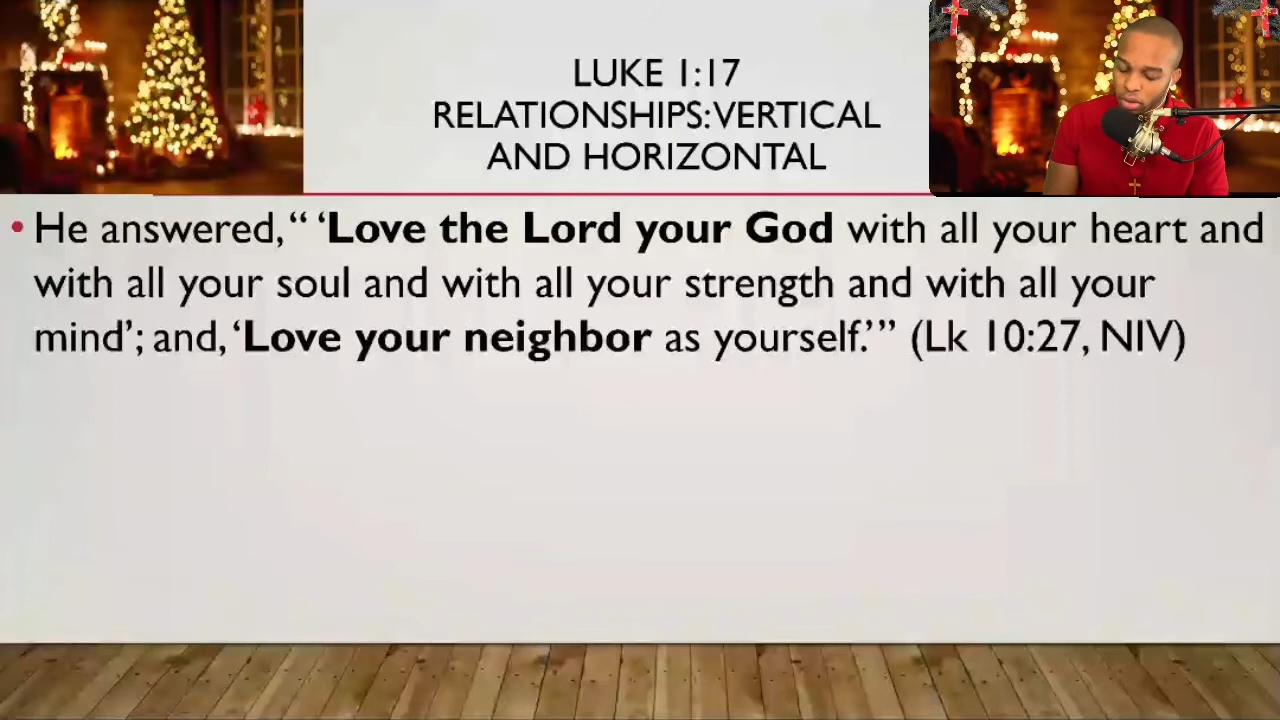 LUKE 1:17
RELATIONSHIPS: VERTICAL
AND HORIZONTAL
• He answered, “ ‘Love the Lord your God with all your heart and
with all your soul and with all your strength and with all your
mind’; and, ‘Love your neighbor as yourself.’” (Lk 10:27, NIV)